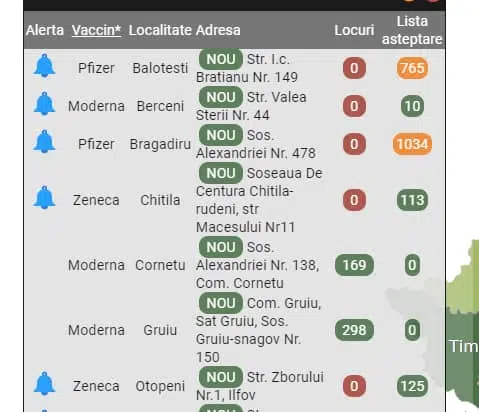 Alerta Vaccin* Localitate Adresa Locuri Lista asteptare
Pfizer Balotesti NOU Str. I.c. Bratianu Nr. 149 0 765
Moderna Berceni NOU Str. Valea Sterii Nr. 44 0 10
Pfizer Bragadiru NOU Sos. Alexandriei Nr. 478 0 1034
Zeneca Chitila NOU Soseaua De Centura Chitila-rudeni, str Macesului Nr11 0 113
Moderna Cornetu NOU Sos. Alexandriei Nr. 138, Com. Cornetu 169 0
Moderna Gruiu NOU Com. Gruiu, Sat Gruiu, Sos. Gruiu-snagov Nr. 150 298 0
Zeneca Otopeni NOU Str. Zborului Nr.1, Ilfov 0 125
Tim